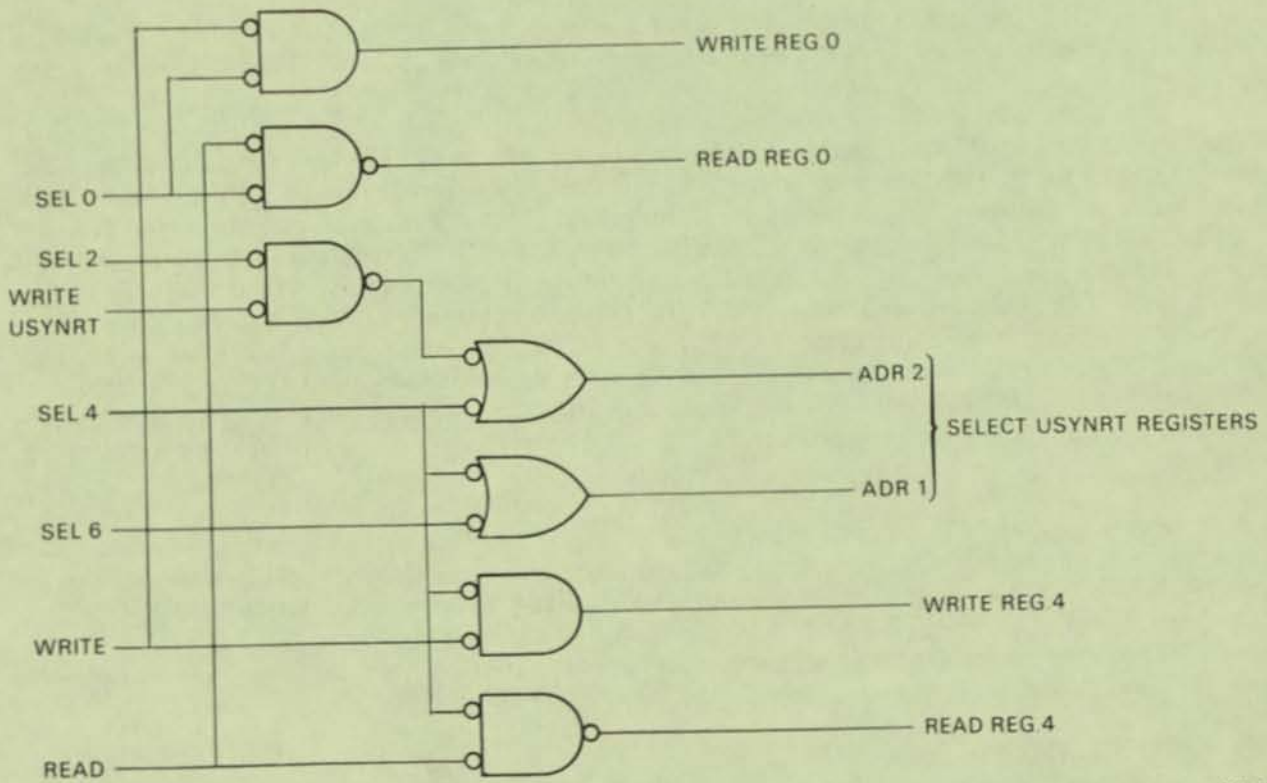 WRITE REG 0
READ REG.0
SEL 0
SEL 2
WRITE
USYNRT
ADR 2
SEL 4
SELECT USYNRT REGISTERS
ADR 1
SEL 6
WRITE REG 4
WRITE
READ REG.4
READ